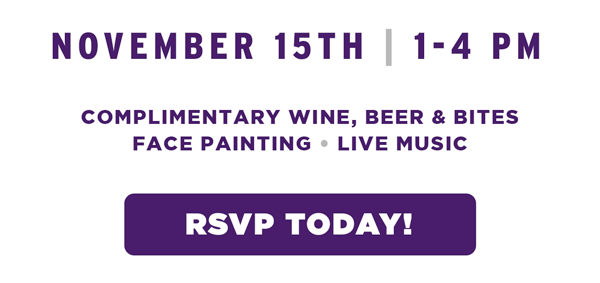 NOVEMBER 15TH | 1-4 PM
COMPLIMENTARY WINE, BEER & BITES
FACE PAINTING • LIVE MUSIC
RSVP TODAY!